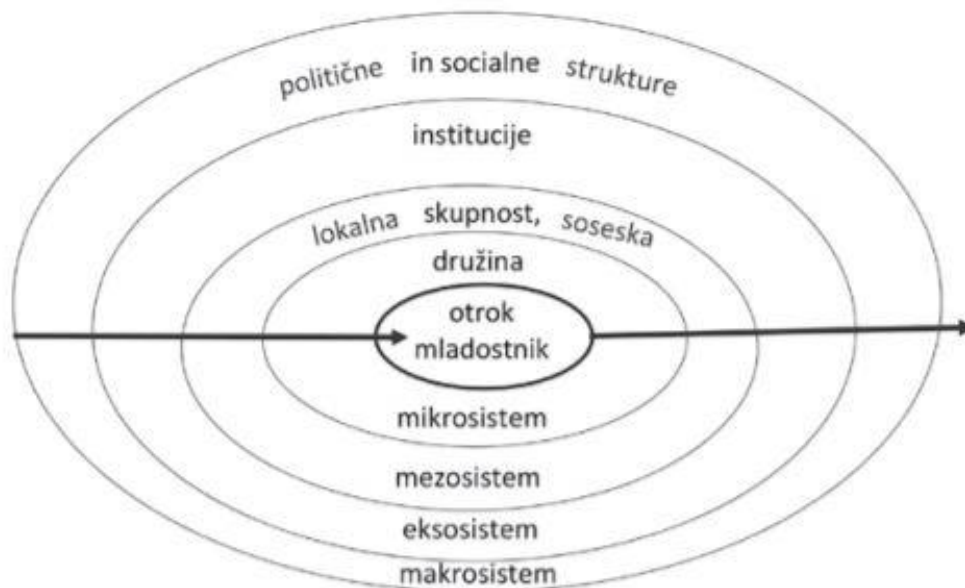 politične in socialne strukture
institucije
lokalna skupnost, soseska
družina
otrok
mladostnik
mikrosistem
mezosistem
eksosistem
makrosistem